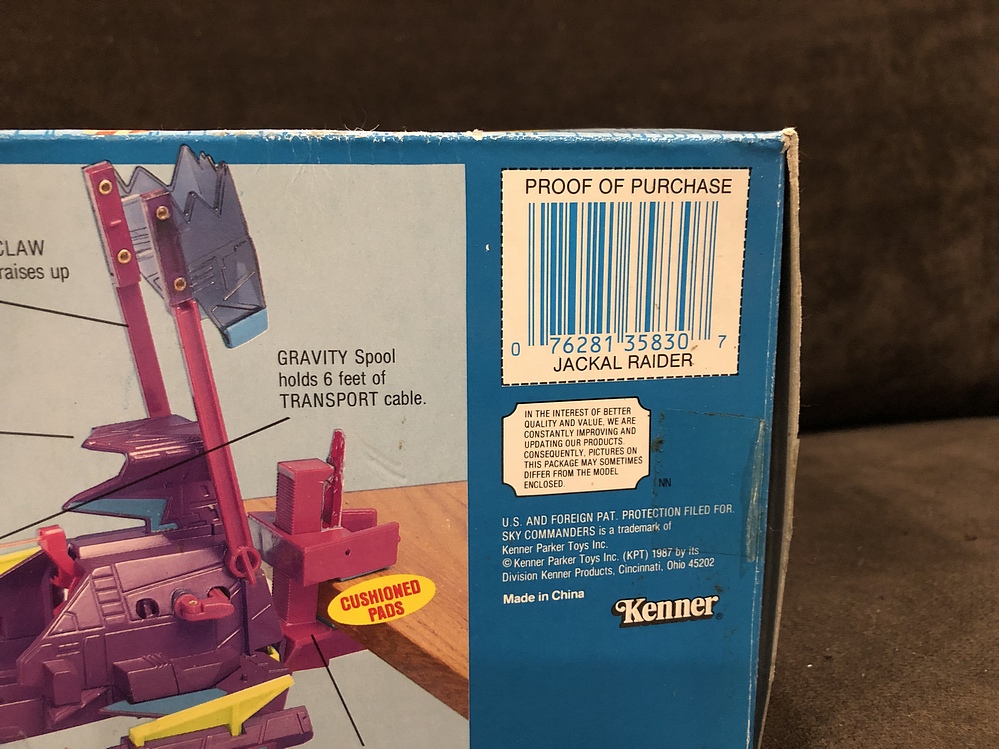 CLAW
raises up
GRAVITY Spool
holds 6 feet of
TRANSPORT cable.
CUSHIONED
PADS
PROOF OF PURCHASE
0 76281 35830 7
JACKAL RAIDER
IN THE INTEREST OF BETTER
QUALITY AND VALUE, WE ARE
CONSTANTLY IMPROVING AND
UPDATING OUR PRODUCTS.
CONSEQUENTLY, PICTURES ON
THIS PACKAGE MAY SOMETIMES
DIFFER FROM THE MODEL
ENCLOSED.
NN
U.S. AND FOREIGN PAT. PROTECTION FILED FOR.
SKY COMMANDERS is a trademark of
Kenner Parker Toys Inc.
© Kenner Parker Toys Inc. (KPT) 1987 by its
Division Kenner Products, Cincinnati, Ohio 45202
Made in China
Kenner®